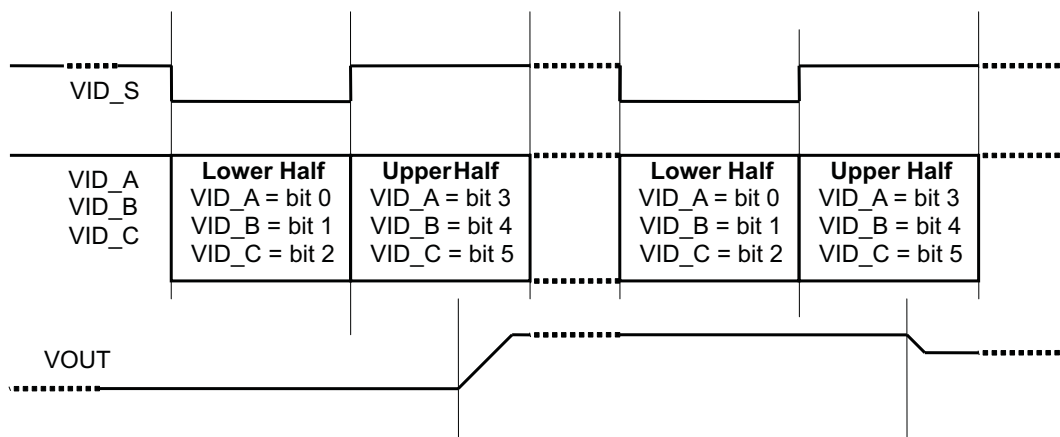 VID_S
VID_A
VID_B
VID_C
Lower Half
VID_A = bit 0
VID_B = bit 1
VID_C = bit 2
UpperHalf
VID_A = bit 3
VID_B = bit 4
VID_C = bit 5
Lower Half
VID_A = bit 0
VID_B = bit 1
VID_C = bit 2
Upper Half
VID_A = bit 3
VID_B = bit 4
VID_C = bit 5
VOUT